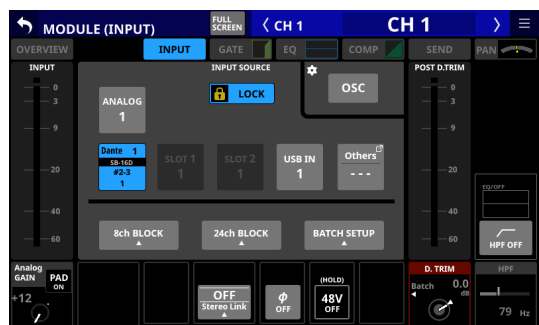 MODULE (INPUT)
FULL
SCREEN
CH 1
CH 1
OVERVIEW
INPUT
GATE
EQ
COMP
SEND
PAN
INPUT
INPUT SOURCE
POST D.TRIM
LOCK
OSC
0
3
9
20
40
60
ANALOG
1
Dante 1
SB-16D
#2-3
1
SLOT 1
1
SLOT 2
1
USB IN
1
Others
---
0
3
9
20
40
60
EQ/OFF
HPF OFF
8ch BLOCK
24ch BLOCK
BATCH SETUP
Analog
GAIN
PAD
ON
+12
OFF
Stereo Link
φ
OFF
(HOLD)
48V
OFF
D. TRIM
Batch
0.0
dB
HPF
79 Hz